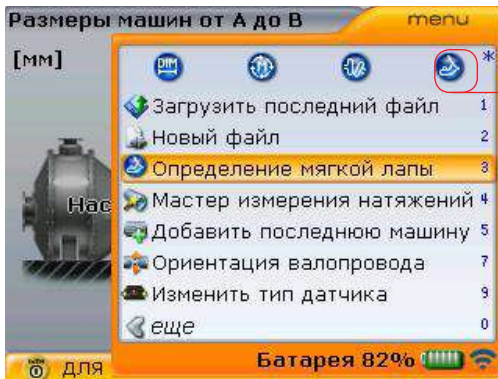 Размеры машин от А до В menu
[мм]
DIM
*
Загрузить последний файл 1
Новый файл 2
Определение мягкой лапы 3
Нас Мастер измерения натяжений 4
Добавить последнюю машину 5
Ориентация валопровода 7
Изменить тип датчика 9
еще 0
для Батарея 82%